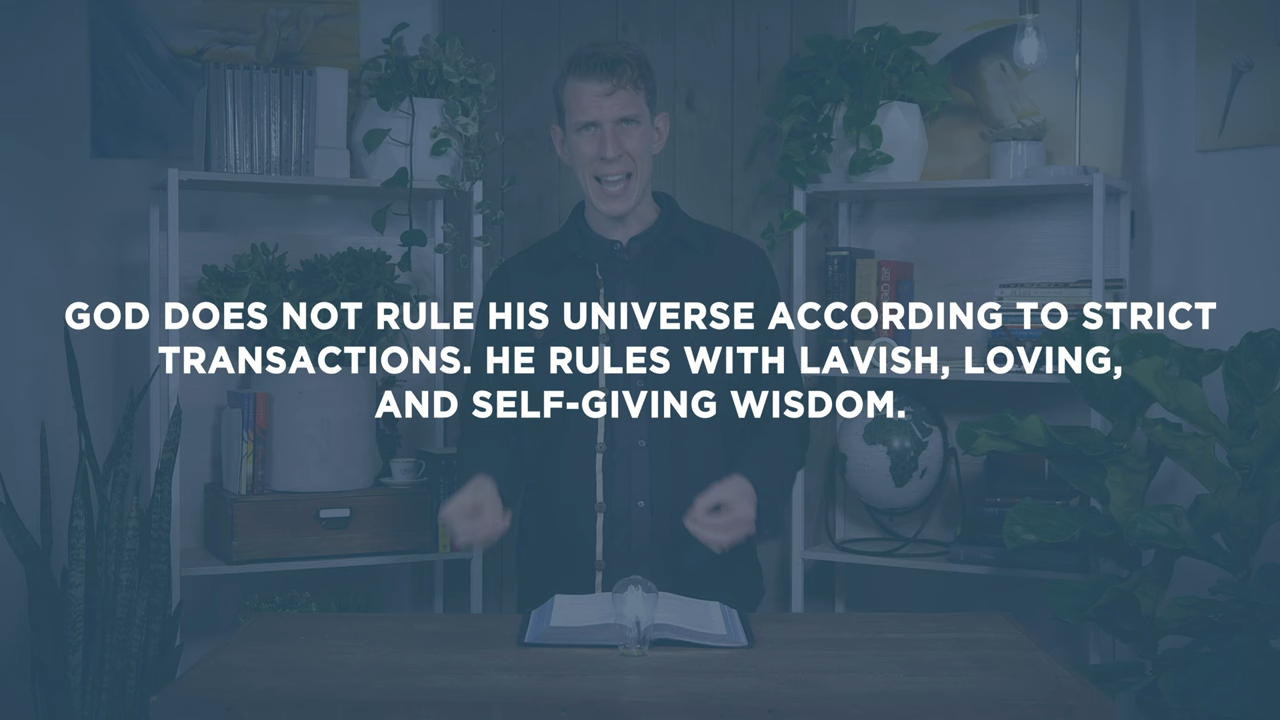 GOD DOES NOT RULE HIS UNIVERSE ACCORDING TO STRICT
TRANSACTIONS. HE RULES WITH LAVISH, LOVING,
AND SELF-GIVING WISDOM.